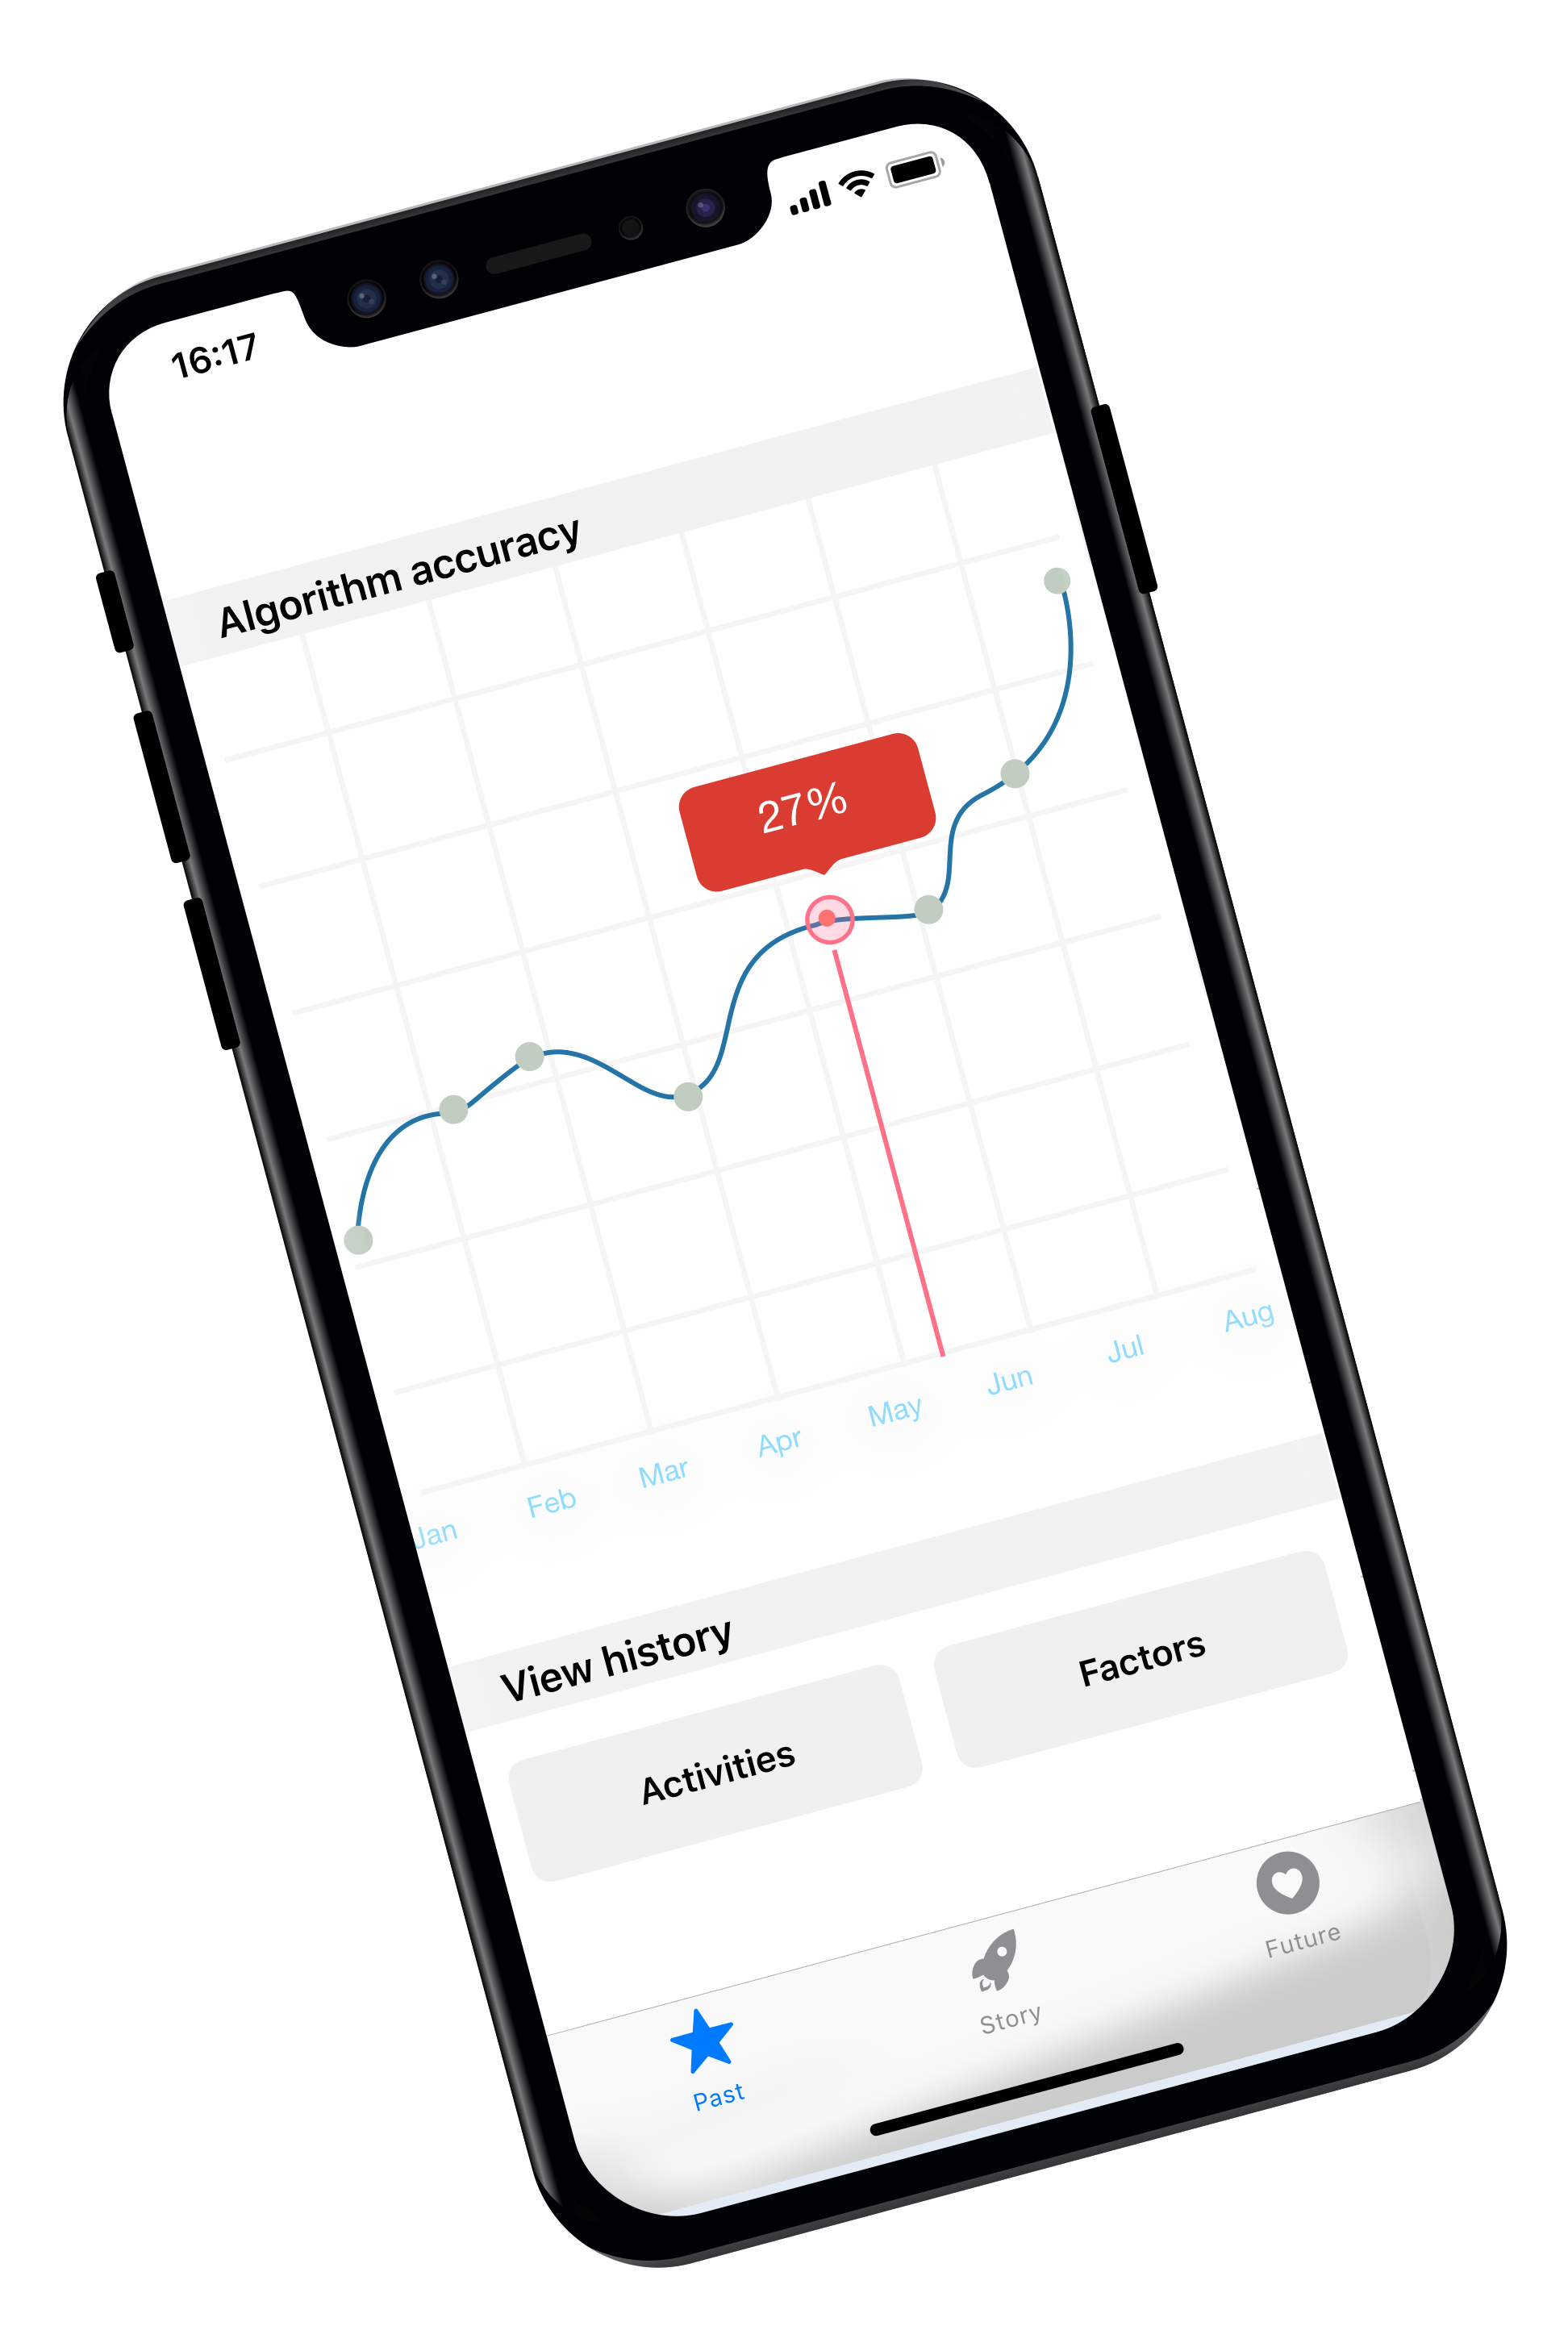 16:17
Algorithm accuracy
27%
Jan Feb Mar Apr May Jun Jul Aug
View history
Activities Factors
Past Story Future